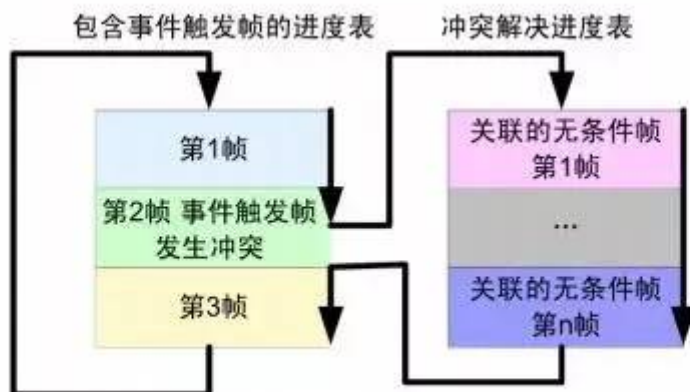 包含事件触发帧的进度表
冲突解决进度表
第1帧
第2帧 事件触发帧
发生冲突
第3帧
关联的无条件帧
第1帧
...
关联的无条件帧
第n帧